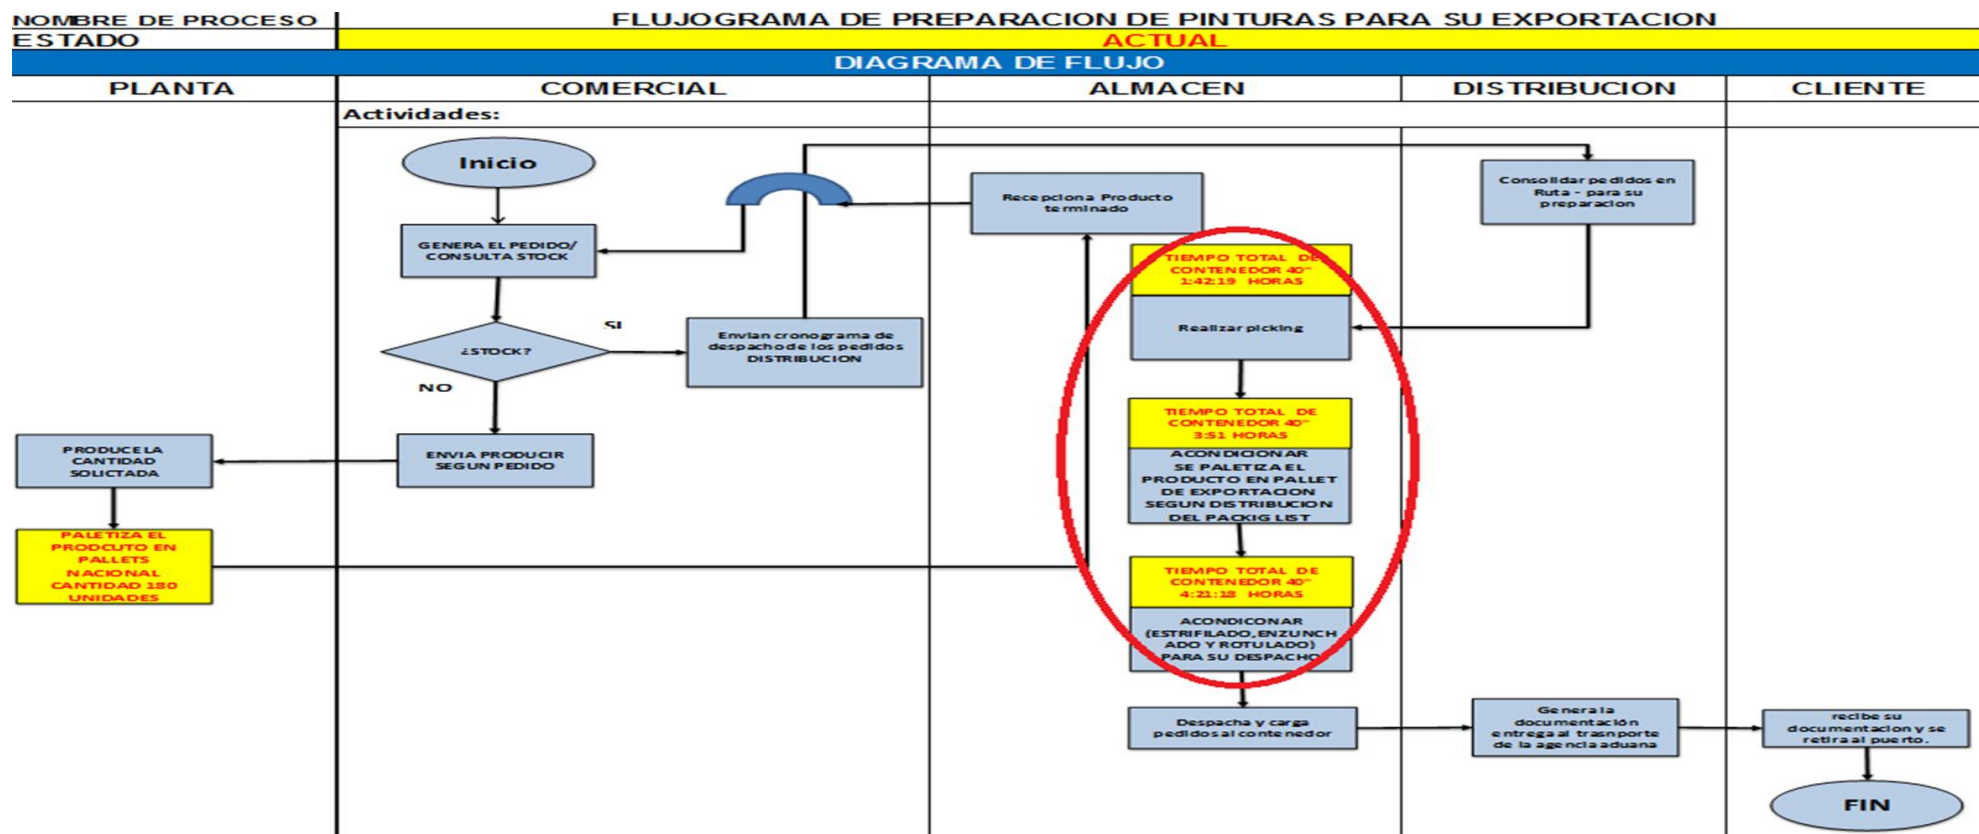 NOMBRE DE PROCESO
FLUJOGRAMA DE PREPARACION DE PINTURAS PARA SU EXPORTACION
ESTADO
ACTUAL
DIAGRAMA DE FLUJO
PLANTA
COMERCIAL
ALMACEN
DISTRIBUCION
CLIENTE
Actividades:
Inicio
GENERA EL PEDIDO/
CONSULTA STOCK
¿STOCK?
SI
NO
Envian cronograma de
despacho de los pedidos
DISTRIBUCION
ENVIA PRODUCIR
SEGUN PEDIDO
PRODUCE LA
CANTIDAD
SOLICTADA
PALETIZA EL
PRODCUTO EN
PALLETS
NACIONAL
CANTIDAD 180
UNIDADES
Recepciona Producto
terminado
Consolidar pedidos en
Ruta - para su
preparacion
TIEMPO TOTAL DE
CONTENEDOR 40"
1:42:19 HORAS
Realizar picking
TIEMPO TOTAL DE
CONTENEDOR 40"
3:51 HORAS
ACONDICIONAR
SE PALETIZA EL
PRODUCTO EN PALLET
DE EXPORTACION
SEGUN DISTRIBUCION
DEL PACKIG LIST
TIEMPO TOTAL DE
CONTENEDOR 40"
4:21:18 HORAS
ACONDICONAR
(ESTRIFILADO, ENZUNCH
ADO Y ROTULADO)
PARA SU DESPACHO
Despacha y carga
pedidos al contenedor
Genera la
documentación
entrega al trasnporte
de la agencia aduana
recibe su
documentacion y se
retira al puerto.
FIN